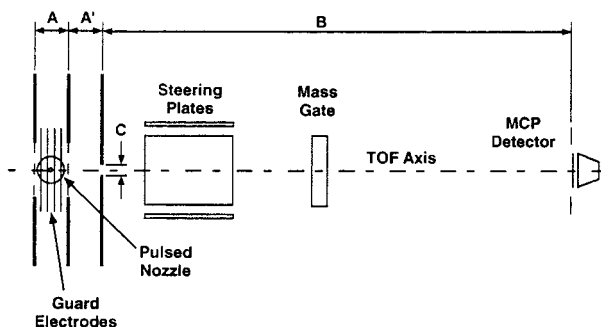 A
A'
B
Steering
Plates
Mass
Gate
MCP
Detector
C
TOF Axis
Pulsed
Nozzle
Guard
Electrodes